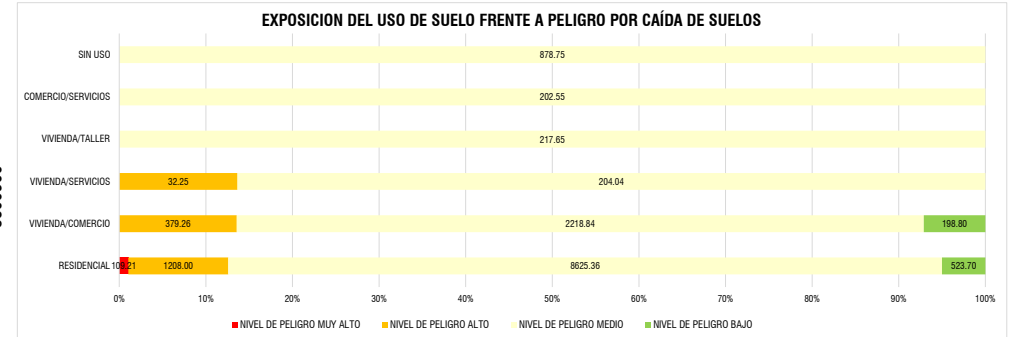 EXPOSICION DEL USO DE SUELO FRENTE A PELIGRO POR CAÍDA DE SUELOS
SIN USO 878.75
COMERCIO/SERVICIOS 202.55
VIVIENDA/TALLER 217.65
VIVIENDA/SERVICIOS 32.25 204.04
VIVIENDA/COMERCIO 379.26 2218.84 198.80
RESIDENCIAL 109.21 1208.00 8625.36 523.70
0% 10% 20% 30% 40% 50% 60% 70% 80% 90% 100%
NIVEL DE PELIGRO MUY ALTO NIVEL DE PELIGRO ALTO NIVEL DE PELIGRO MEDIO NIVEL DE PELIGRO BAJO